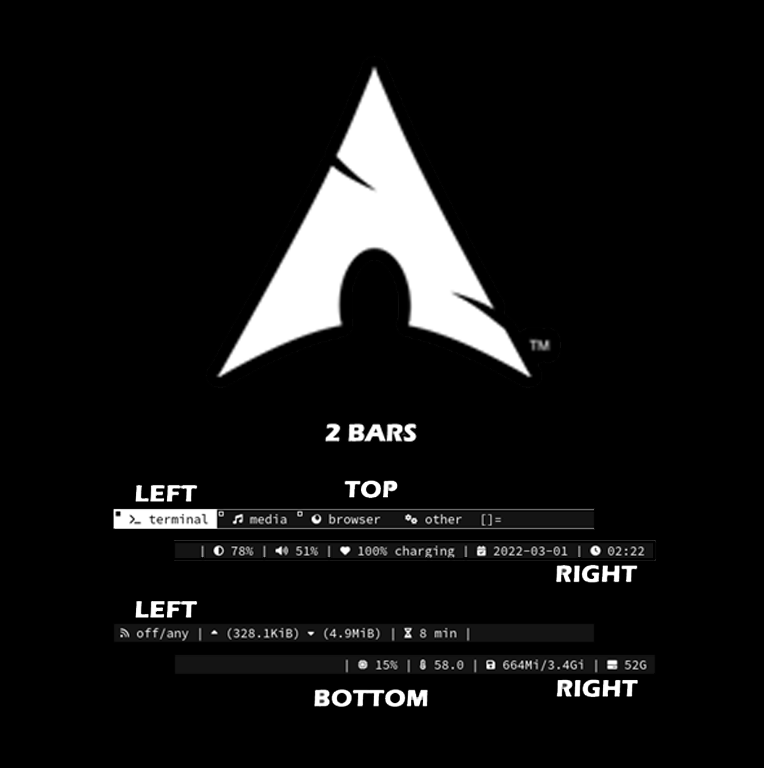 TM
2 BARS
LEFT
TOP
terminal media browser other []=
| 78% | 51% | 100% charging | 2022-03-01 | 02:22
RIGHT
LEFT
off/any | (328.1KiB) (4.9MiB) | 8 min |
| 15% | 58.0 | 664Mi/3.4Gi | 52G
RIGHT
BOTTOM